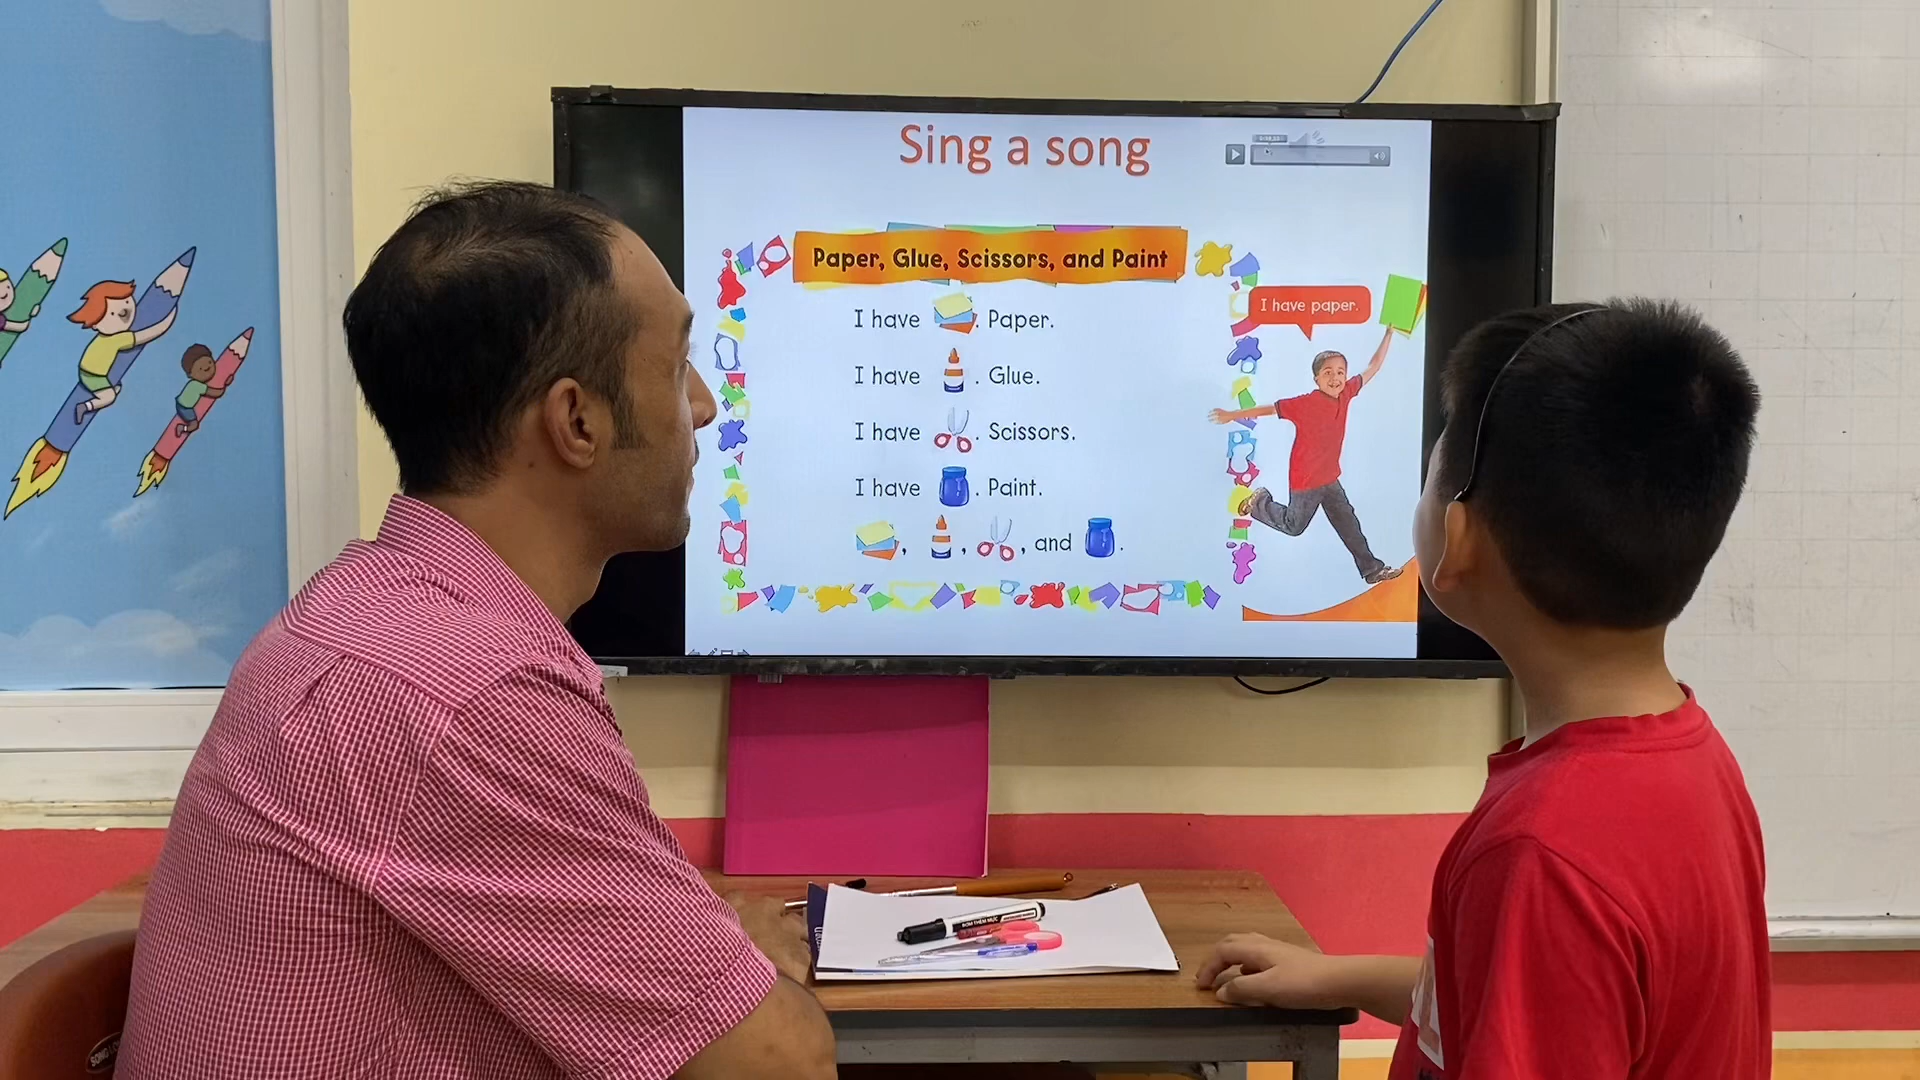 Sing a song
Paper, Glue, Scissors, and Paint
I have . Paper.
I have paper.
I have . Glue.
I have . Scissors.
I have . Paint.
, , , and .